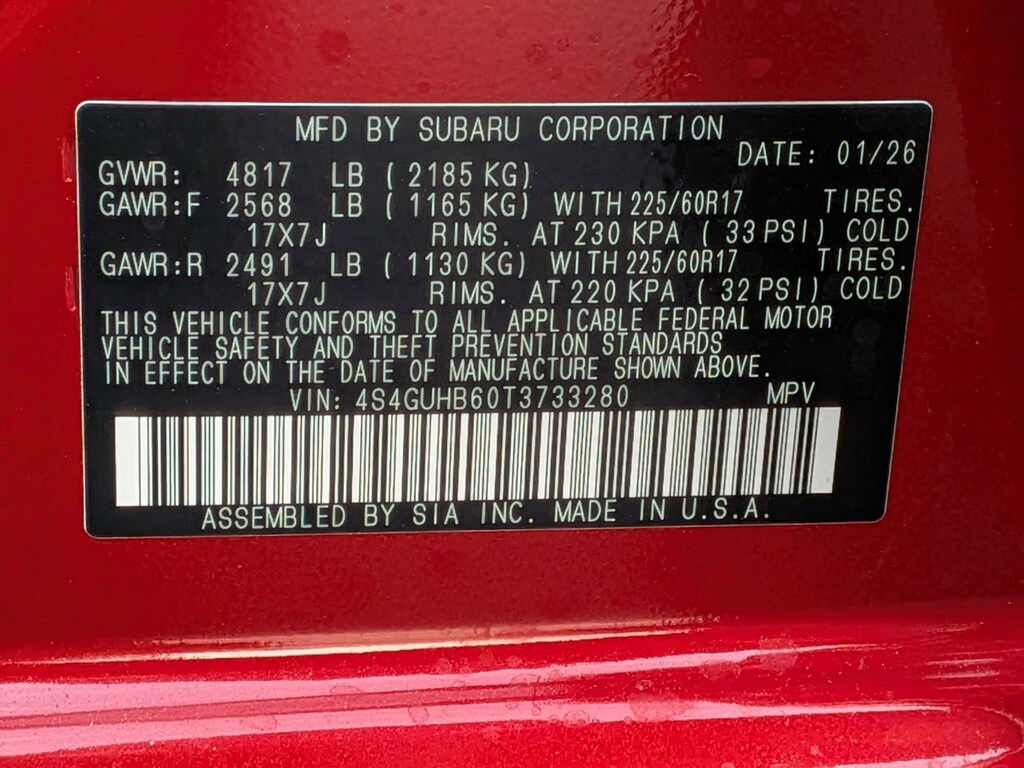 MFD BY SUBARU CORPORATION
DATE: 01/26
GVWR: 4817 LB ( 2185 KG)
GAWR:F 2568 LB ( 1165 KG) WITH 225/60R17 TIRES.
17X7J RIMS. AT 230 KPA ( 33 PSI) COLD
GAWR:R 2491 LB ( 1130 KG) WITH 225/60R17 TIRES.
17X7J RIMS. AT 220 KPA ( 32 PSI) COLD
THIS VEHICLE CONFORMS TO ALL APPLICABLE FEDERAL MOTOR
VEHICLE SAFETY AND THEFT PREVENTION STANDARDS
IN EFFECT ON THE DATE OF MANUFACTURE SHOWN ABOVE.
VIN: 4S4GUHB60T3733280 MPV
ASSEMBLED BY SIA INC. MADE IN U.S.A.